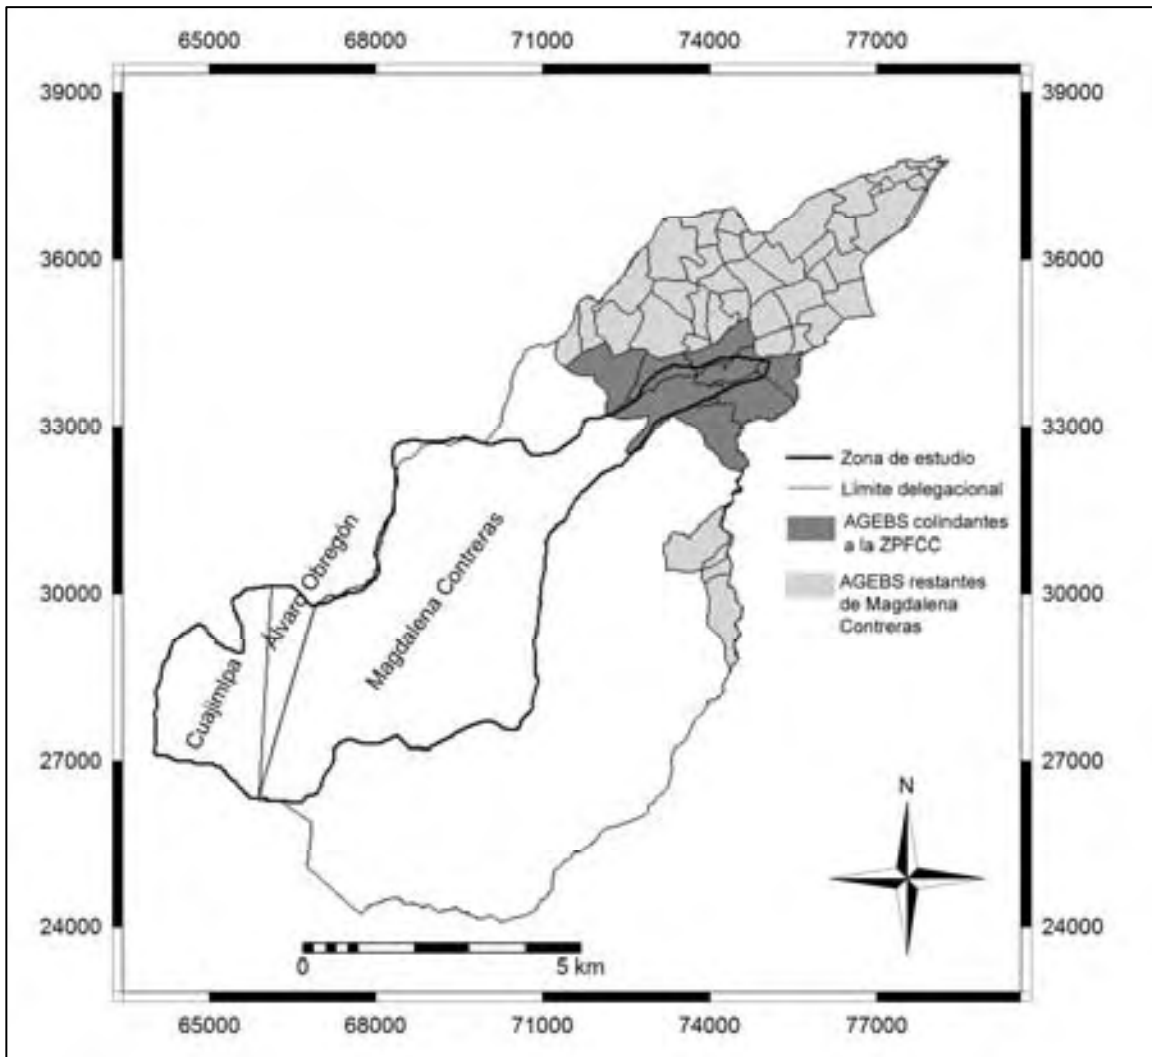 65000 68000 71000 74000 77000
39000 39000
36000 36000
33000 33000
Zona de estudio
Límite delegacional
AGEBS colindantes
a la ZPFCC
AGEBS restantes
de Magdalena
Contreras
30000 30000
Álvaro Obregón
Magdalena Contreras
Cuajimlpa
27000 27000
N
24000 24000
0 5 km
65000 68000 71000 74000 77000